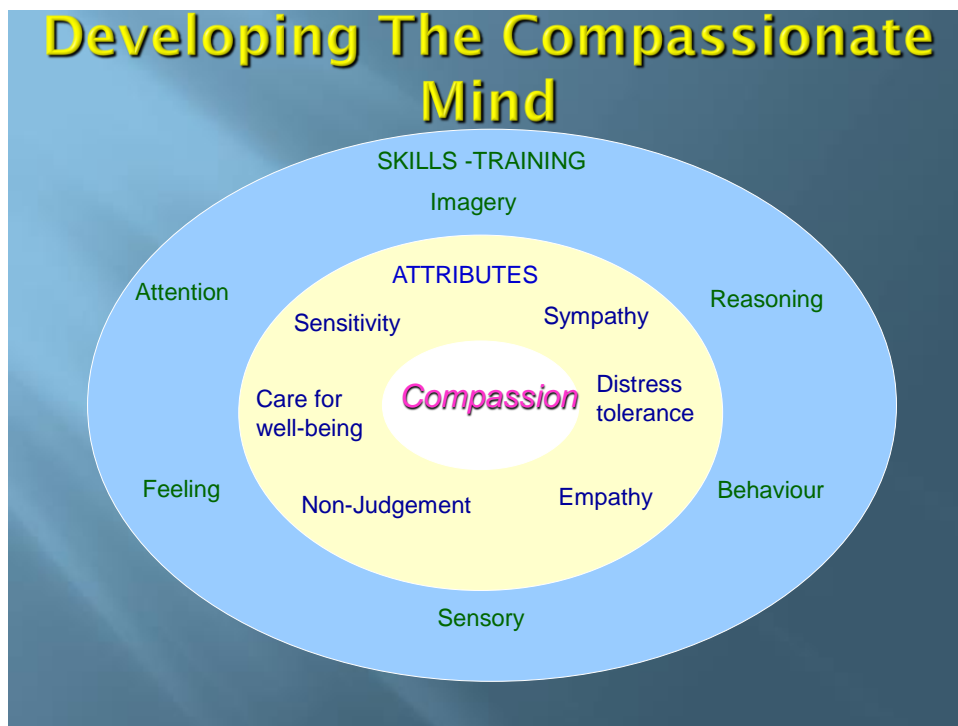 Developing The Compassionate
Mind
SKILLS -TRAINING
Imagery
Attention
Reasoning
ATTRIBUTES
Sensitivity
Sympathy
Care for
well-being
Compassion
Distress
tolerance
Feeling
Non-Judgement
Empathy
Behaviour
Sensory